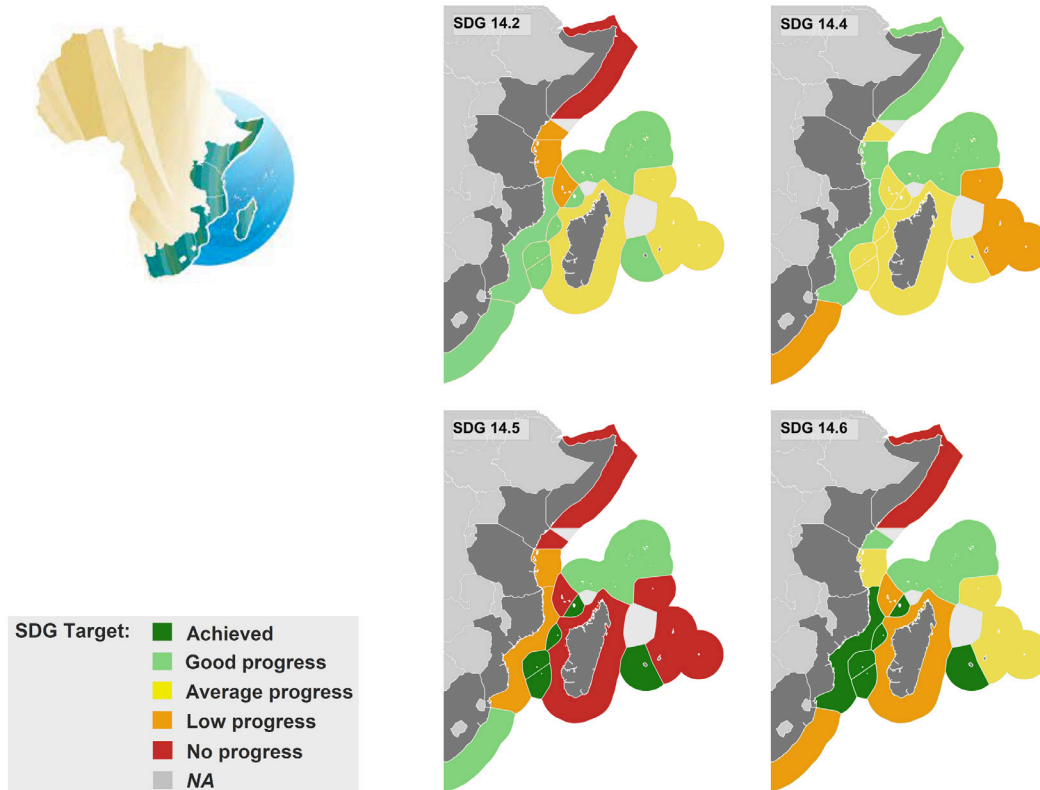 SDG 14.2
SDG 14.4
SDG 14.5
SDG 14.6
SDG Target:
Achieved
Good progress
Average progress
Low progress
No progress
NA